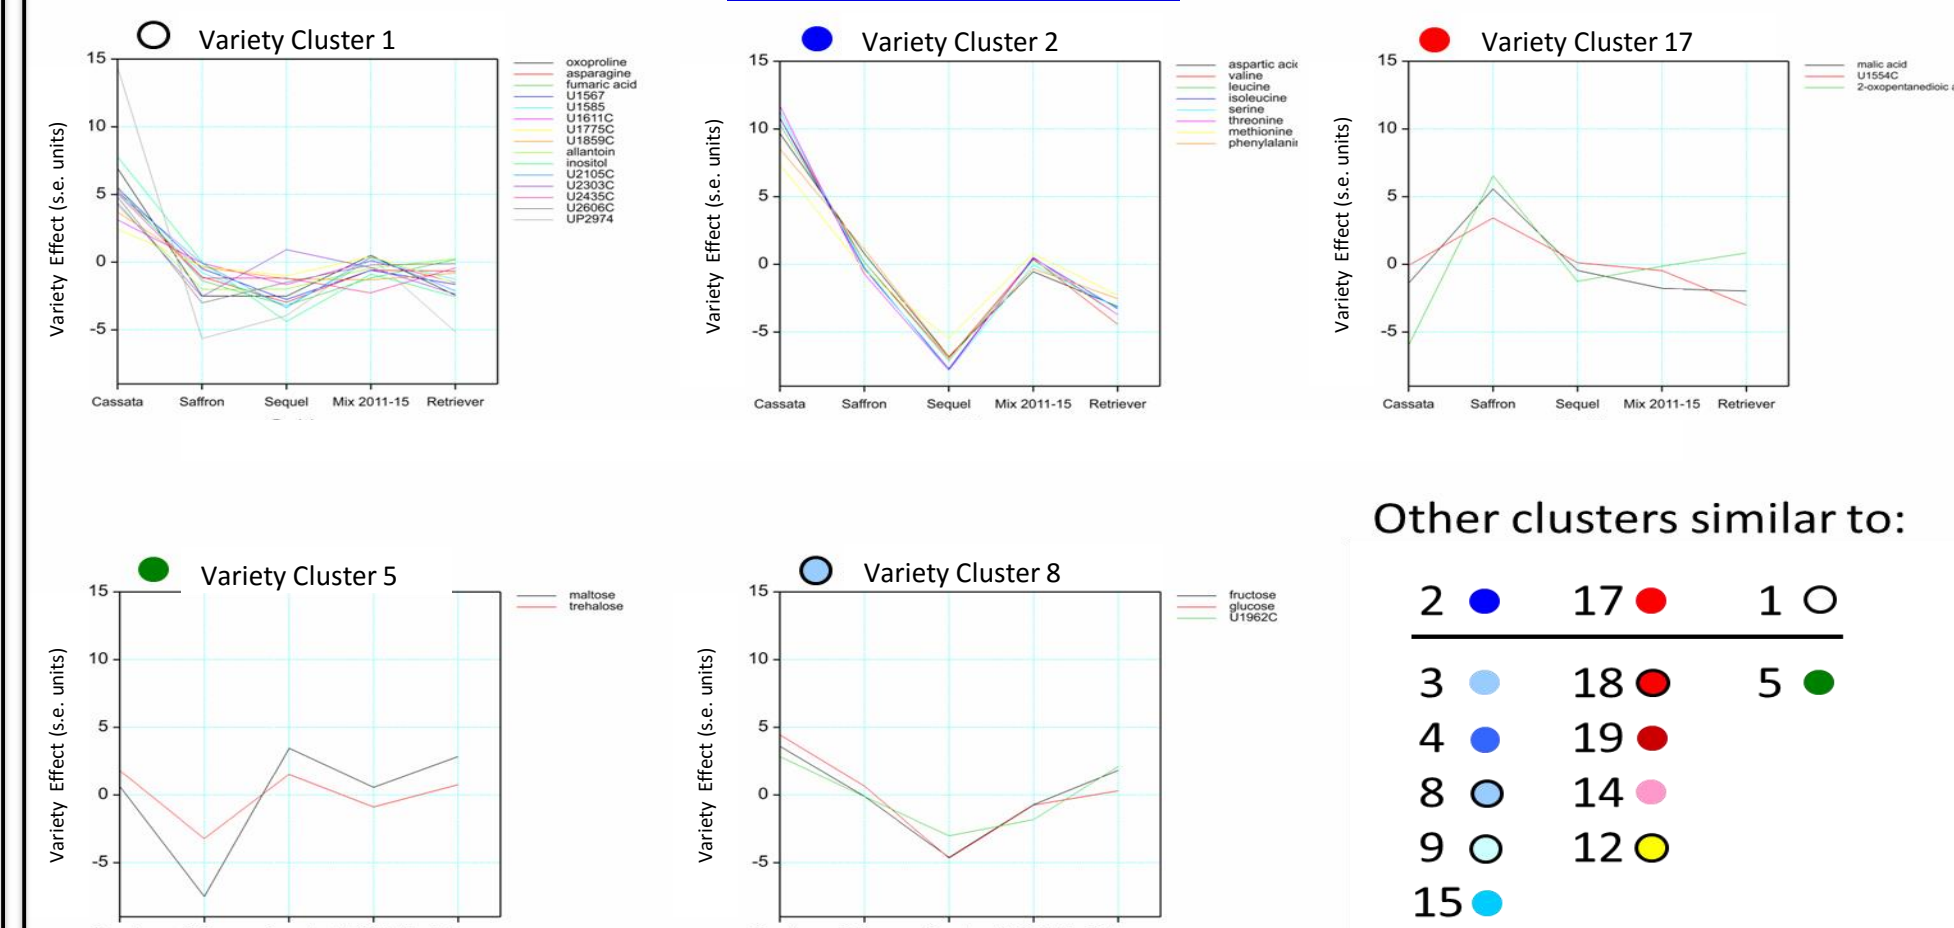 Variety Cluster 1
Variety Effect (s.e. units)
15
10
5
0
-5
Cassata Saffron Sequel Mix 2011-15 Retriever
oxoproline
asparagine
fumaric acid
U1567
U1585
U1611C
U1775C
U1859C
allantoin
inositol
U2105C
U2303C
U2435C
U2606C
UP2974
Variety Cluster 2
Variety Effect (s.e. units)
15
10
5
0
-5
Cassata Saffron Sequel Mix 2011-15 Retriever
aspartic acid
valine
leucine
isoleucine
serine
threonine
methionine
phenylalani
Variety Cluster 17
Variety Effect (s.e. units)
15
10
5
0
-5
Cassata Saffron Sequel Mix 2011-15 Retriever
malic acid
U1554C
2-oxopentanedioic a
Variety Cluster 5
Variety Effect (s.e. units)
15
10
5
0
-5
maltose
trehalose
Variety Cluster 8
Variety Effect (s.e. units)
15
10
5
0
-5
fructose
glucose
U1962C
Other clusters similar to:
2 17 1
3 18 5
4 19
8 14
9 12
15